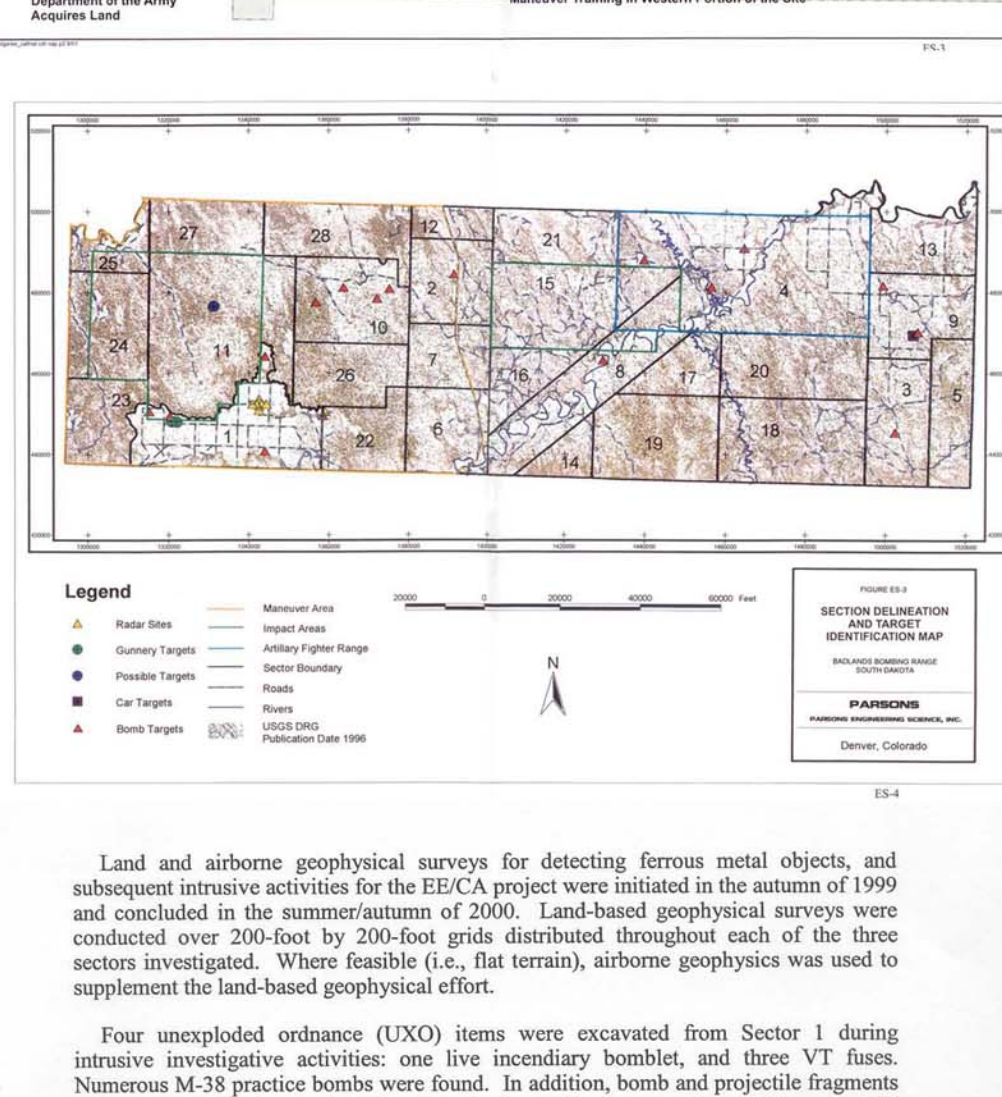 Department of the Army
Acquires Land
Maneuver Training in Western Portion of the Site
ES-3
27
28
12
21
13
25
2
15
4
10
9
24
11
7
26
16
8
17
20
3
5
23
1
22
6
14
19
18
Legend
Radar Sites
Gunnery Targets
Possible Targets
Car Targets
Bomb Targets
Maneuver Area
Impact Areas
Artillary Fighter Range
Sector Boundary
Roads
Rivers
USGS DRG
Publication Date 1996
20000 0 20000 40000 60000 Feet
N
FIGURE ES-3
SECTION DELINEATION
AND TARGET
IDENTIFICATION MAP
BADLANDS BOMBING RANGE
SOUTH DAKOTA
PARSONS
PARSONS ENGINEERING SCIENCE, INC.
Denver, Colorado
ES-4
Land and airborne geophysical surveys for detecting ferrous metal objects, and
subsequent intrusive activities for the EE/CA project were initiated in the autumn of 1999
and concluded in the summer/autumn of 2000. Land-based geophysical surveys were
conducted over 200-foot by 200-foot grids distributed throughout each of the three
sectors investigated. Where feasible (i.e., flat terrain), airborne geophysics was used to
supplement the land-based geophysical effort.
Four unexploded ordnance (UXO) items were excavated from Sector 1 during
intrusive investigative activities: one live incendiary bomblet, and three VT fuses.
Numerous M-38 practice bombs were found. In addition, bomb and projectile fragments